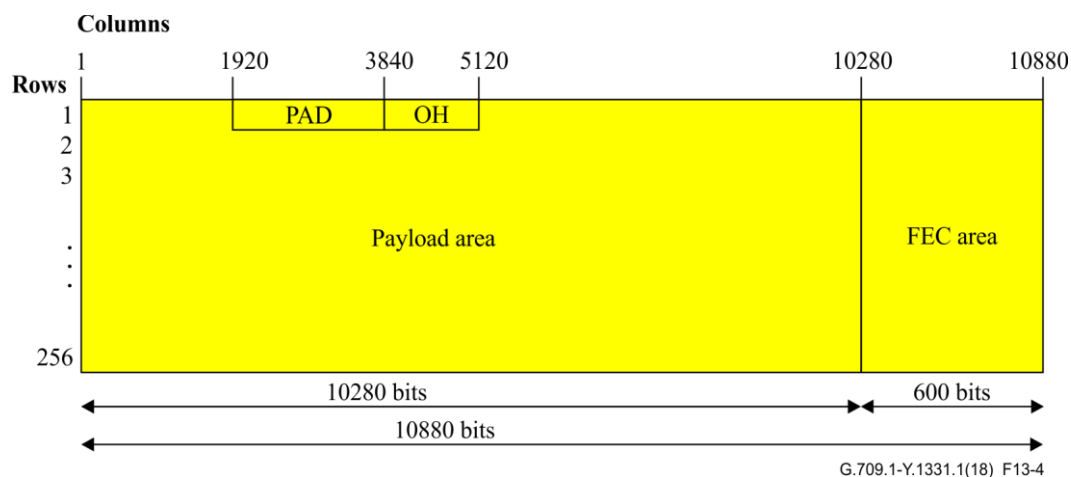 Columns
1 1920 3840 5120 10280 10880
Rows
1 PAD OH
2
3
Payload area FEC area
.
.
.
256
10280 bits 600 bits
10880 bits
G.709.1-Y.1331.1(18) F13-4